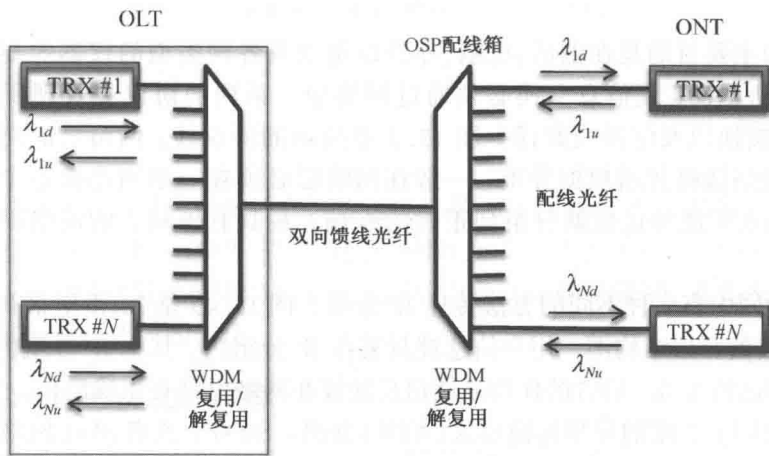 OLT
ONT
OSP配线箱
TRX #1
λ1d
λ1u
λ1d
TRX #1
λ1u
双向馈线光纤
配线光纤
TRX #N
λNd
λNu
WDM
复用/
解复用
WDM
复用/
解复用
λNd
TRX #N
λNu